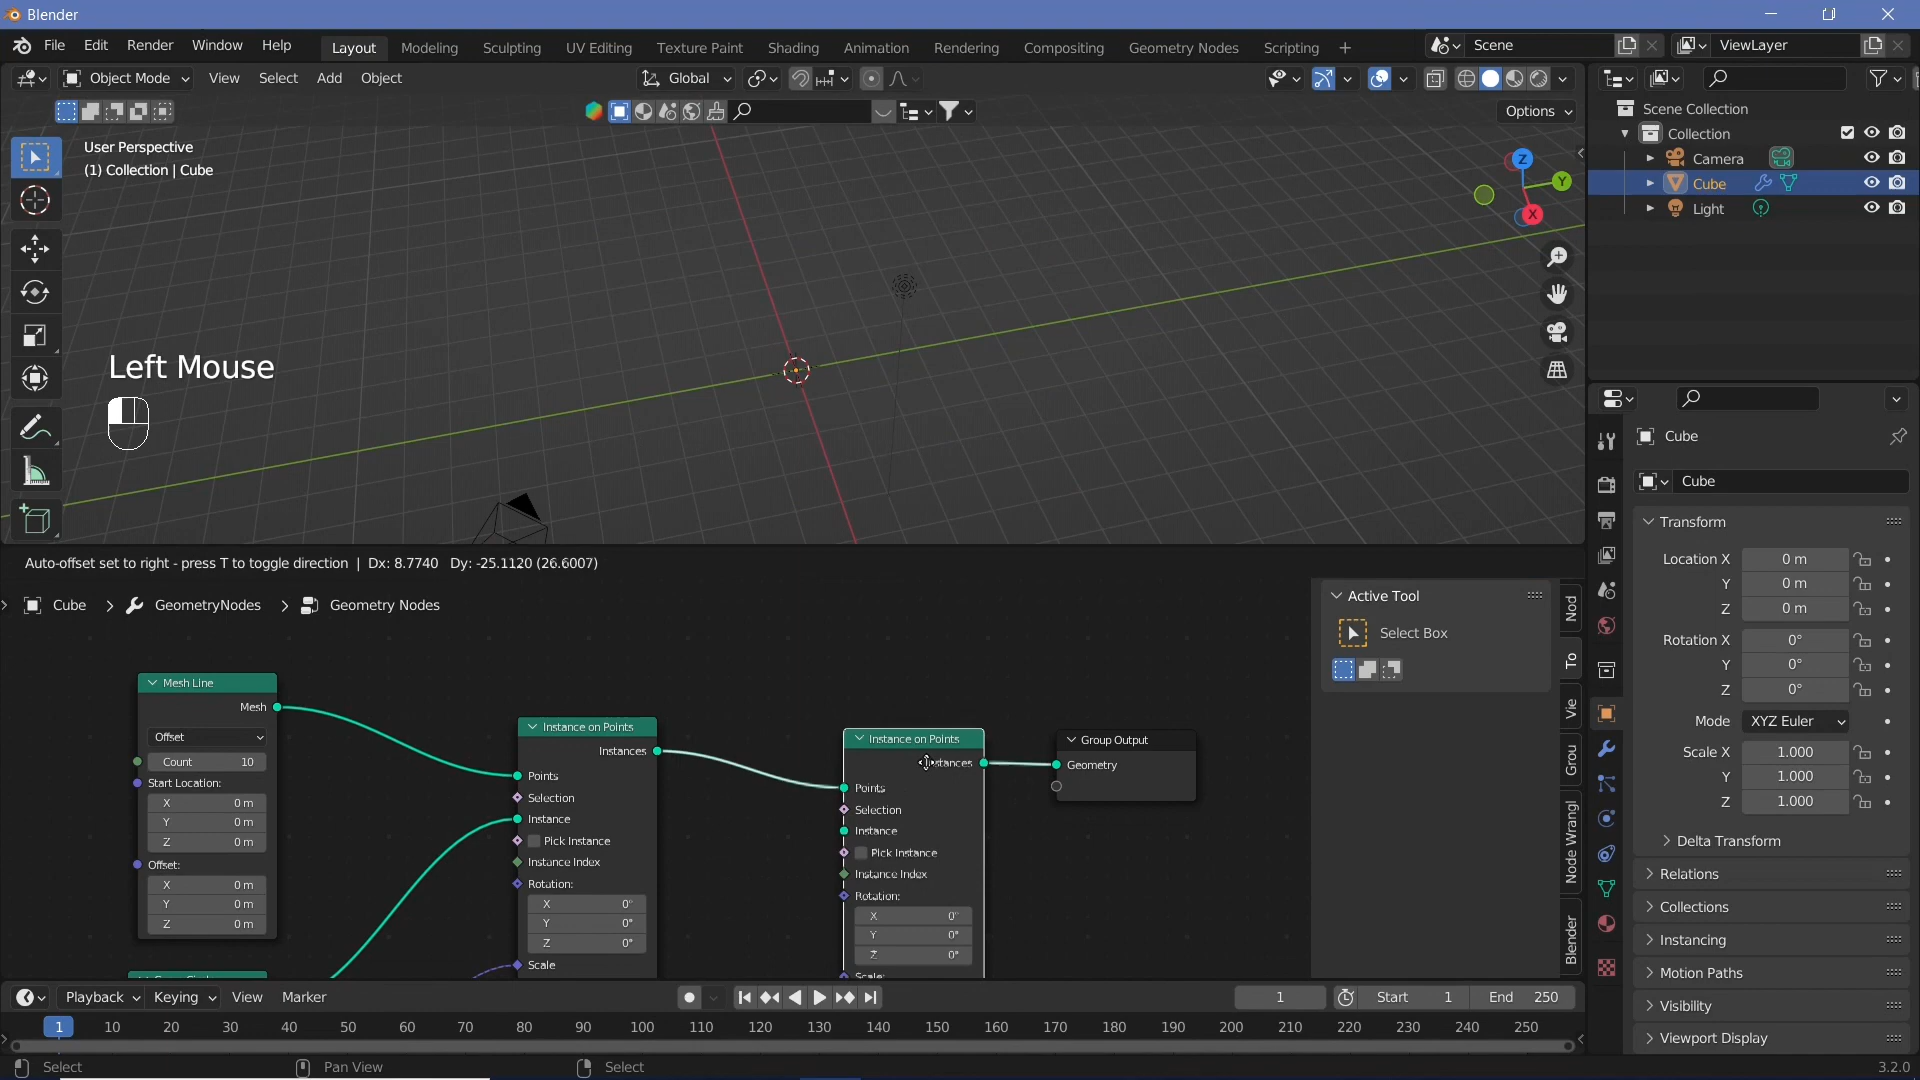 Blender
File Edit Render Window Help
Layout Modeling Sculpting UV Editing Texture Paint Shading Animation Rendering Compositing Geometry Nodes Scripting +
Scene ViewLayer
Object Mode View Select Add Object
Global
Options
User Perspective
(1) Collection | Cube
Z
Y
X
Left Mouse
Scene Collection
Collection
Camera
Cube
Light
Auto-offset set to right - press T to toggle direction | Dx: 8.7740 Dy: -25.1120 (26.6007)
Cube > GeometryNodes > Geometry Nodes
Mesh Line
Mesh
Offset
Count 10
Start Location:
X 0 m
Y 0 m
Z 0 m
Offset:
X 0 m
Y 0 m
Z 0 m
Instance on Points
Instances
Points
Selection
Instance
Pick Instance
Instance Index
Rotation:
X 0°
Y 0°
Z 0°
Scale
Instance on Points
Points
Selection
Instance
Pick Instance
Instance Index
Rotation:
X 0°
Y 0°
Z 0°
Scale:
Group Output
Geometry
Active Tool
Select Box
Nod
To
Vie
Grou
Node Wrangl
Blender
Cube
Cube
Transform
Location X 0 m
Y 0 m
Z 0 m
Rotation X 0°
Y 0°
Z 0°
Mode XYZ Euler
Scale X 1.000
Y 1.000
Z 1.000
Delta Transform
Relations
Collections
Instancing
Motion Paths
Visibility
Viewport Display
Playback Keying View Marker
1 Start 1 End 250
1 10 20 30 40 50 60 70 80 90 100 110 120 130 140 150 160 170 180 190 200 210 220 230 240 250
Select Pan View Select 3.2.0